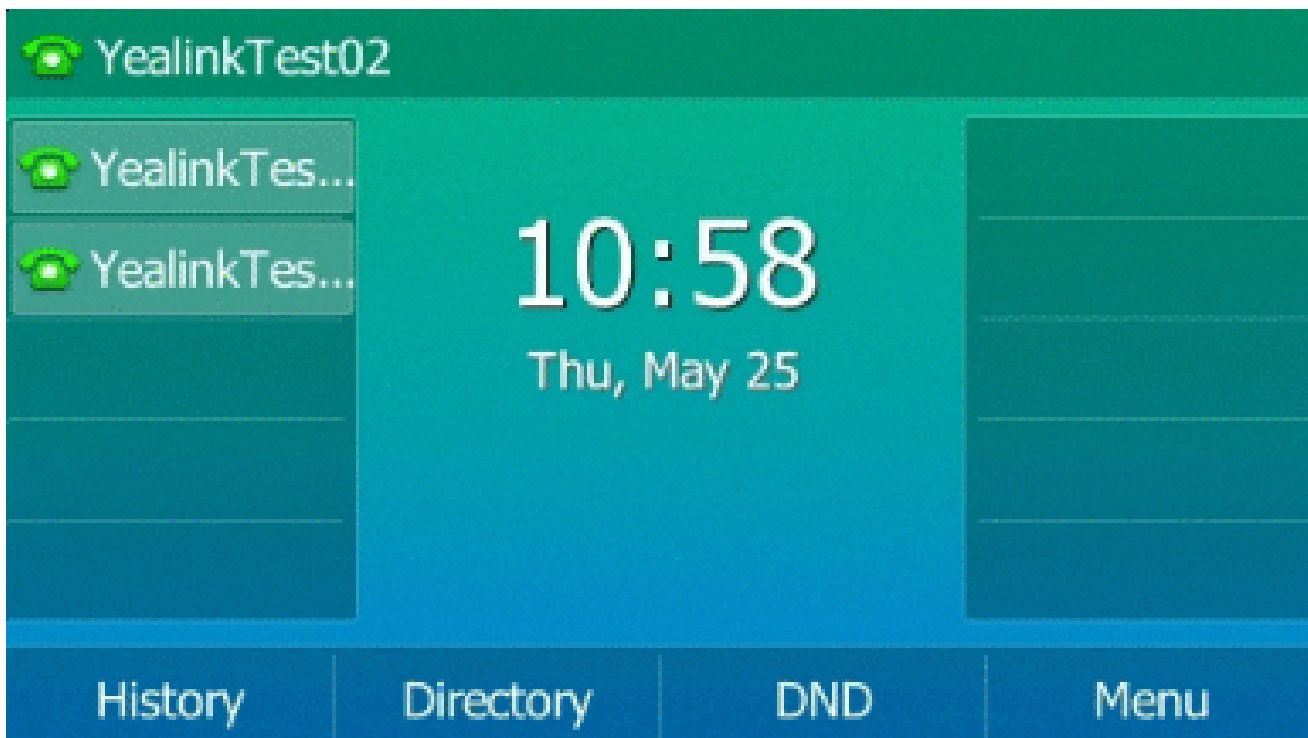 YealinkTest02
YealinkTes...
YealinkTes...
10:58
Thu, May 25
History Directory DND Menu